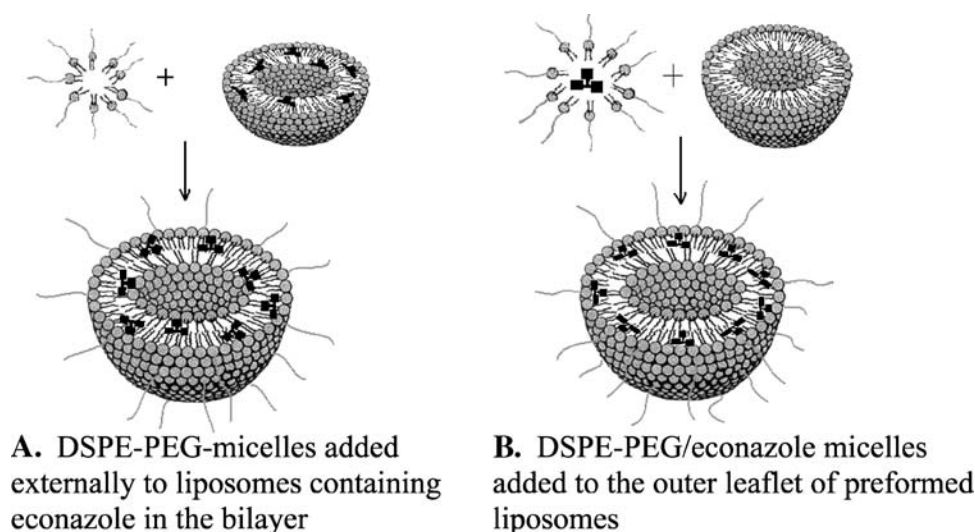 +
+
A. DSPE-PEG-micelles added
externally to liposomes containing
econazole in the bilayer
B. DSPE-PEG/econazole micelles
added to the outer leaflet of preformed
liposomes